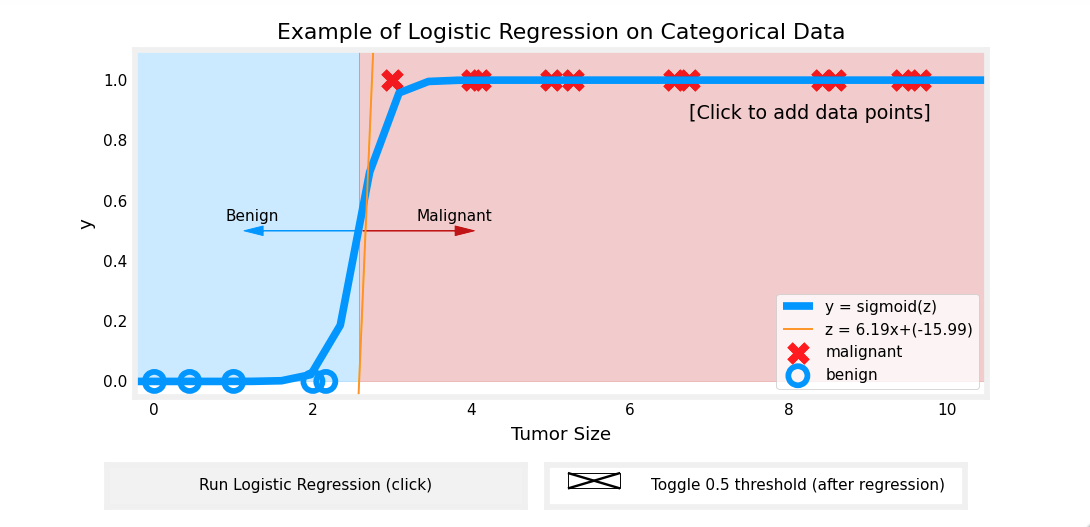 Example of Logistic Regression on Categorical Data
1.0
[Click to add data points]
0.8
0.6
Benign
Malignant
y
0.4
y = sigmoid(z)
0.2
z = 6.19x+(-15.99)
malignant
benign
0.0
0 2 4 6 8 10
Tumor Size
Run Logistic Regression (click)
Toggle 0.5 threshold (after regression)